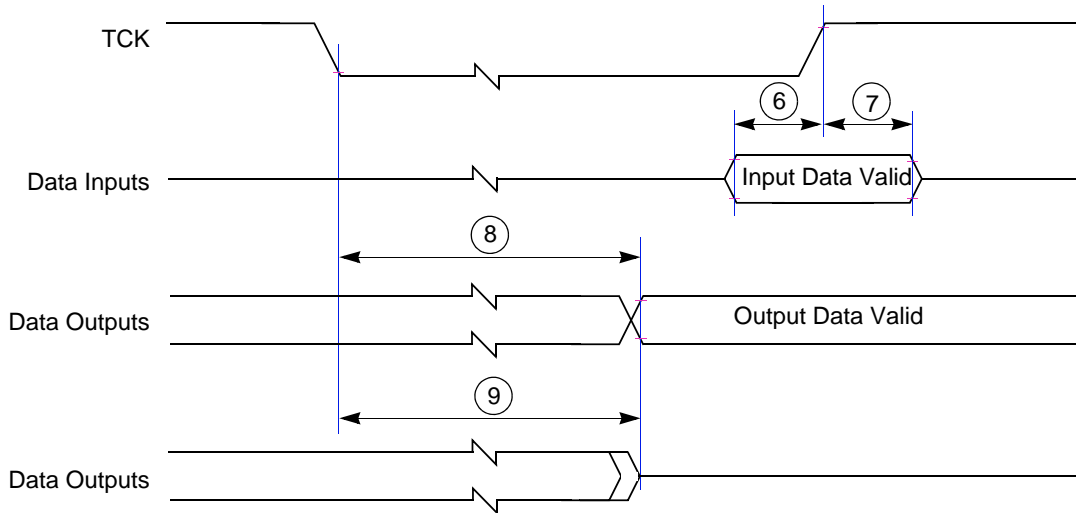 TCK
6
7
Data Inputs
Input Data Valid
8
Data Outputs
Output Data Valid
9
Data Outputs